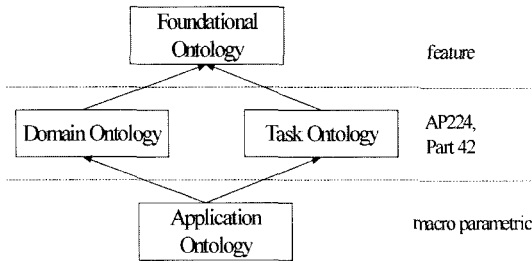 Foundational
Ontology
feature
Domain Ontology
Task Ontology
AP224,
Part 42
Application
Ontology
macro parametric